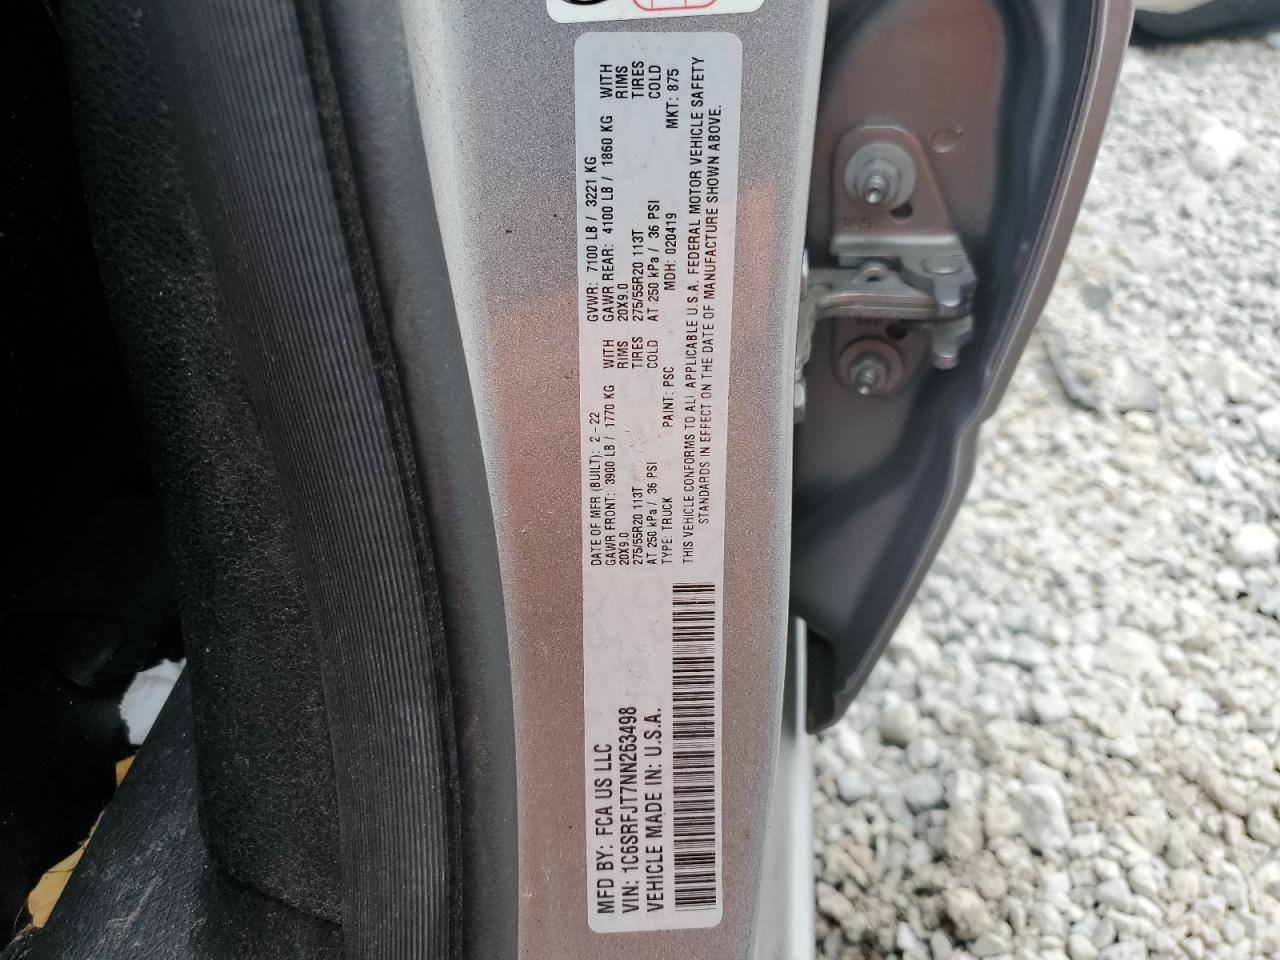 MFD BY: FCA US LLC
VIN: 1C6SRFJT7NN263498
VEHICLE MADE IN: U.S.A.
DATE OF MFR (BUILT): 2-22
GAWR FRONT: 3900 LB / 1770 KG WITH
20X9.0 RIMS
275/55R20 113T TIRES
AT 250 kPa / 36 PSI COLD
TYPE: TRUCK PAINT: PSC
GVWR: 7100 LB / 3221 KG
GAWR REAR: 4100 LB / 1860 KG WITH
20X9.0 RIMS
275/55R20 113T TIRES
AT 250 kPa / 36 PSI COLD
MDH: 020419 MKT: 875
THIS VEHICLE CONFORMS TO ALL APPLICABLE U.S.A. FEDERAL MOTOR VEHICLE SAFETY
STANDARDS IN EFFECT ON THE DATE OF MANUFACTURE SHOWN ABOVE.